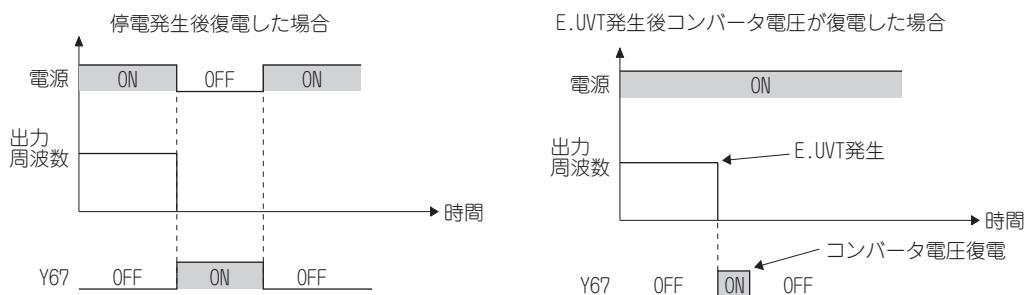 停電発生後復電した場合
電源 ON OFF ON
出力
周波数
時間
Y67 OFF ON OFF
E.UVT発生後コンバータ電圧が復電した場合
電源 ON
出力
周波数
E.UVT発生
時間
コンバータ電圧復電
Y67 OFF ON OFF